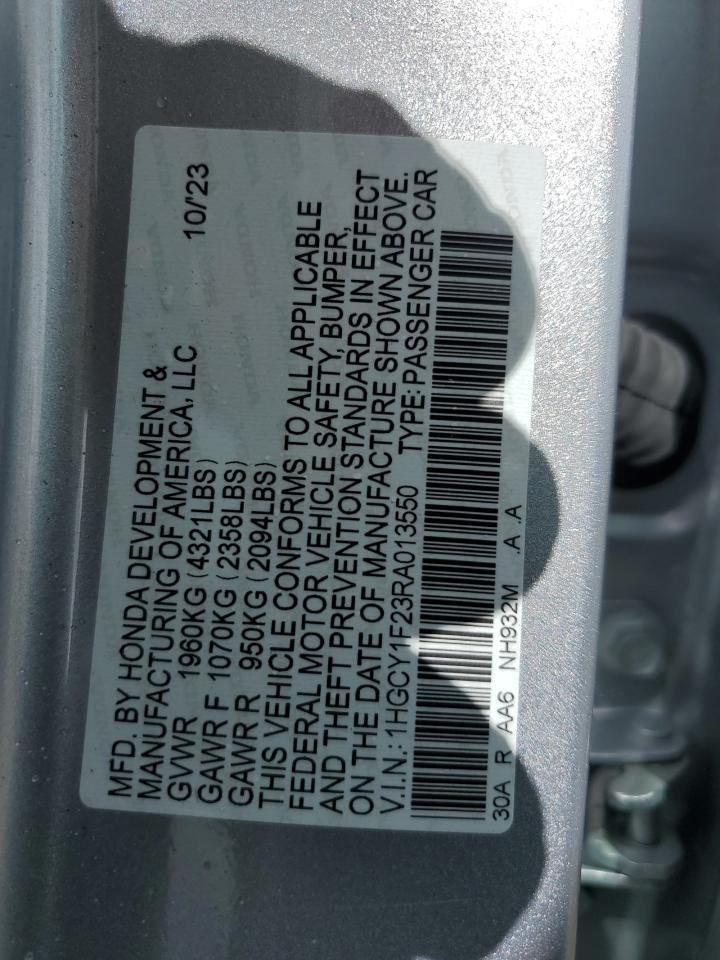 MFD. BY HONDA DEVELOPMENT &
MANUFACTURING OF AMERICA, LLC 10/'23
GVWR 1960KG (4321LBS)
GAWR F 1070KG (2358LBS)
GAWR R 950KG (2094LBS)
THIS VEHICLE CONFORMS TO ALL APPLICABLE
FEDERAL MOTOR VEHICLE SAFETY, BUMPER,
AND THEFT PREVENTION STANDARDS IN EFFECT
ON THE DATE OF MANUFACTURE SHOWN ABOVE.
V.I.N.:1HGCY1F23RA013550 TYPE:PASSENGER CAR
30A R AA6 NH932M .A .A